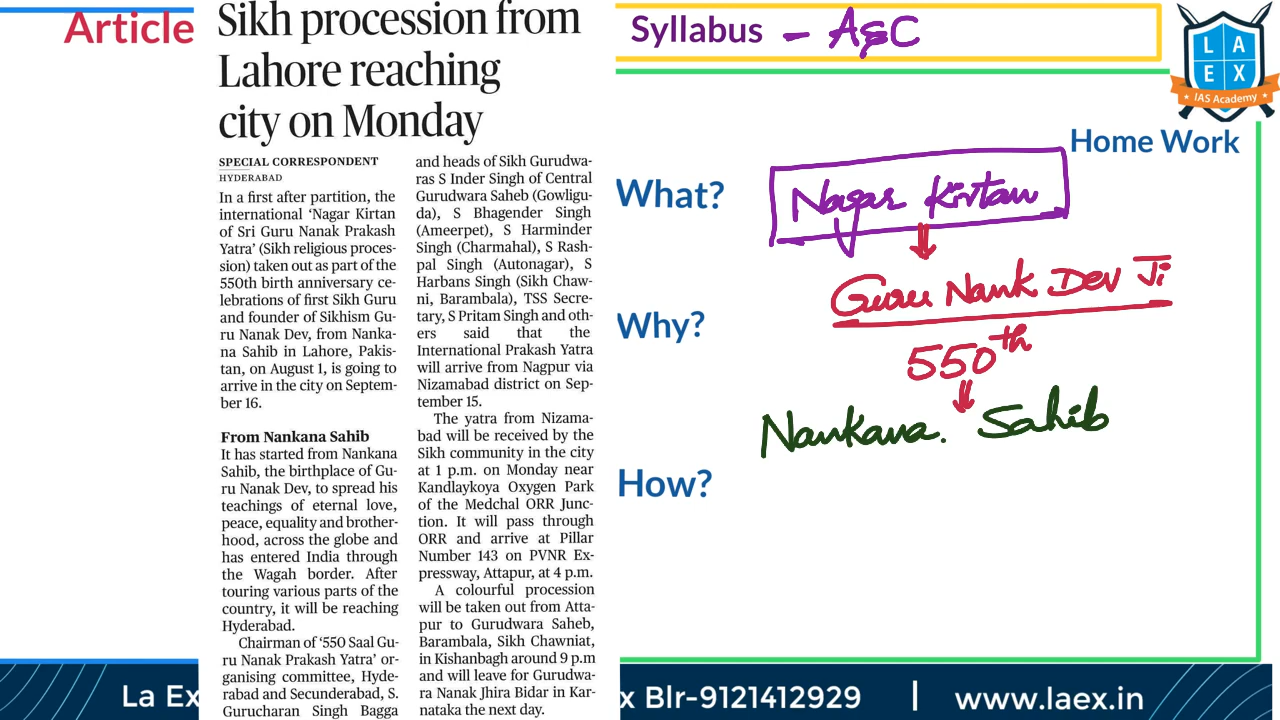 Article
Sikh procession from
Lahore reaching
city on Monday
SPECIAL CORRESPONDENT
HYDERABAD
In a first after partition, the
international ‘Nagar Kirtan
of Sri Guru Nanak Prakash
Yatra’ (Sikh religious proces-
sion) taken out as part of the
550th birth anniversary ce-
lebrations of first Sikh Guru
and founder of Sikhism Gu-
ru Nanak Dev, from Nanka-
na Sahib in Lahore, Pakis-
tan, on August 1, is going to
arrive in the city on Septem-
ber 16.
From Nankana Sahib
It has started from Nankana
Sahib, the birthplace of Gu-
ru Nanak Dev, to spread his
teachings of eternal love,
peace, equality and brother-
hood, across the globe and
has entered India through
the Wagah border. After
touring various parts of the
country, it will be reaching
Hyderabad.
Chairman of ‘550 Saal Gu-
ru Nanak Prakash Yatra’ or-
ganising committee, Hyde-
rabad and Secunderabad, S.
Gurucharan Singh Bagga
and heads of Sikh Gurudwa-
ras S Inder Singh of Central
Gurudwara Saheb (Gowligu-
da), S Bhagender Singh
(Ameerpet), S Harminder
Singh (Charmahal), S Rash-
pal Singh (Autonagar), S
Harbans Singh (Sikh Chaw-
ni, Barambala), TSS Secre-
tary, S Pritam Singh and oth-
ers said that the
International Prakash Yatra
will arrive from Nagpur via
Nizamabad district on Sep-
tember 15.
The yatra from Nizama-
bad will be received by the
Sikh community in the city
at 1 p.m. on Monday near
Kandlaykoya Oxygen Park
of the Medchal ORR Junc-
tion. It will pass through
ORR and arrive at Pillar
Number 143 on PVNR Ex-
pressway, Attapur, at 4 p.m.
A colourful procession
will be taken out from Atta-
pur to Gurudwara Saheb,
Barambala, Sikh Chawniat,
in Kishanbagh around 9 p.m
and will leave for Gurudwa-
ra Nanak Jhira Bidar in Kar-
nataka the next day.
Syllabus - A&C
LA
EX
IAS Academy
Home Work
What? Nagar Kirtan
Guru Nank Dev Ji
Why?
550th
Nankana. Sahib
How?
La Ex
x Blr-9121412929 | www.laex.in